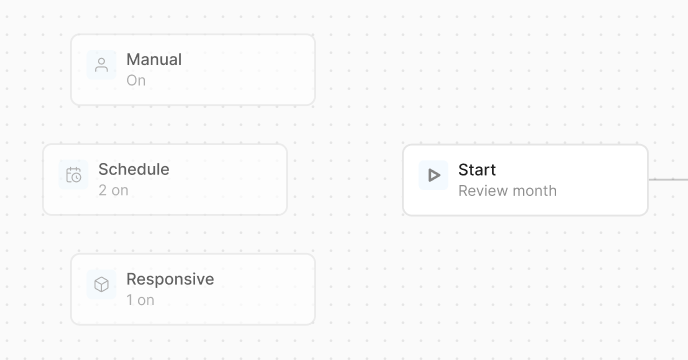 Manual
On
Schedule
2 on
Start
Review month
Responsive
1 on